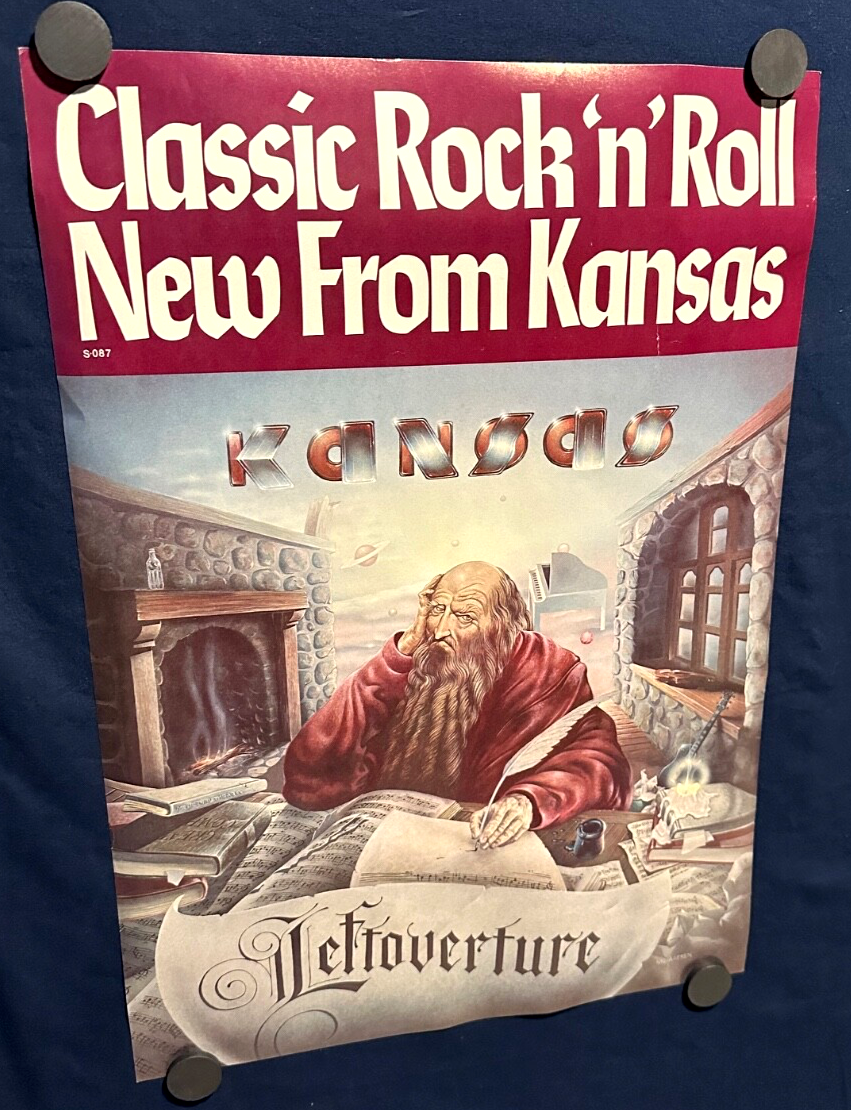 Classic Rock 'n' Roll
New From Kansas
S·087
KANSAS
Leftoverture